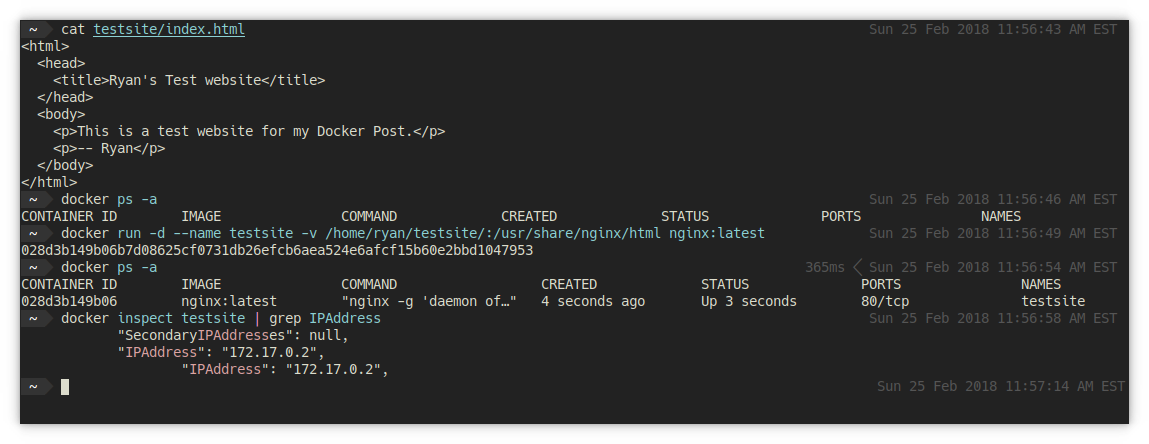 ~ cat testsite/index.html Sun 25 Feb 2018 11:56:43 AM EST
<html>
  <head>
    <title>Ryan's Test website</title>
  </head>
  <body>
    <p>This is a test website for my Docker Post.</p>
    <p>-- Ryan</p>
  </body>
</html>
~ docker ps -a Sun 25 Feb 2018 11:56:46 AM EST
CONTAINER ID        IMAGE               COMMAND             CREATED             STATUS              PORTS               NAMES
~ docker run -d --name testsite -v /home/ryan/testsite/:/usr/share/nginx/html nginx:latest Sun 25 Feb 2018 11:56:49 AM EST
028d3b149b06b7d08625cf0731db26efcb6aea524e6afcf15b60e2bbd1047953
~ docker ps -a 365ms Sun 25 Feb 2018 11:56:54 AM EST
CONTAINER ID        IMAGE               COMMAND                  CREATED             STATUS              PORTS               NAMES
028d3b149b06        nginx:latest        "nginx -g 'daemon of…"   4 seconds ago       Up 3 seconds        80/tcp              testsite
~ docker inspect testsite | grep IPAddress Sun 25 Feb 2018 11:56:58 AM EST
            "SecondaryIPAddresses": null,
            "IPAddress": "172.17.0.2",
                    "IPAddress": "172.17.0.2",
~ Sun 25 Feb 2018 11:57:14 AM EST